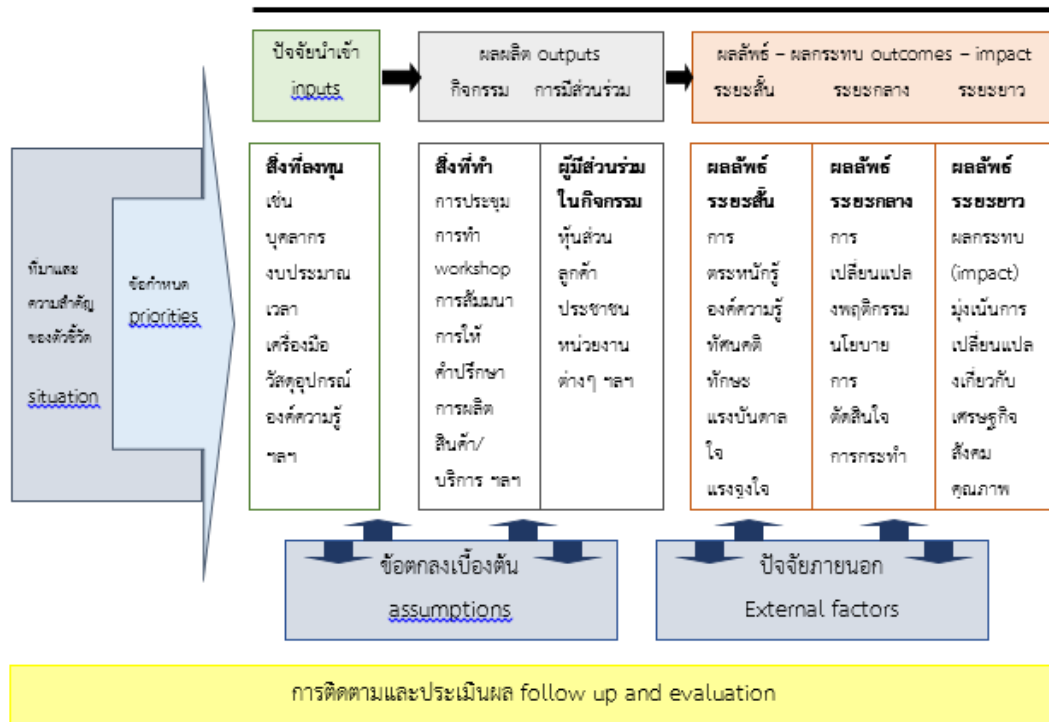 ปัจจัยนำเข้า
inputs
ผลผลิต outputs
กิจกรรม การมีส่วนร่วม
ผลลัพธ์ – ผลกระทบ outcomes – impact
ระยะสั้น ระยะกลาง ระยะยาว
ที่มาและ
ความสำคัญ
ของตัวชี้วัด
situation
ข้อกำหนด
priorities
สิ่งที่ลงทุน
เช่น
บุคลากร
งบประมาณ
เวลา
เครื่องมือ
วัสดุอุปกรณ์
องค์ความรู้
ฯลฯ
สิ่งที่ทำ
การประชุม
การทำ
workshop
การสัมมนา
การให้
คำปรึกษา
การผลิต
สินค้า/
บริการ ฯลฯ
ผู้มีส่วนร่วม
ในกิจกรรม
หุ้นส่วน
ลูกค้า
ประชาชน
หน่วยงาน
ต่างๆ ฯลฯ
ผลลัพธ์
ระยะสั้น
การ
ตระหนักรู้
องค์ความรู้
ทัศนคติ
ทักษะ
แรงบันดาล
ใจ
แรงจูงใจ
ผลลัพธ์
ระยะกลาง
การ
เปลี่ยนแปล
งพฤติกรรม
นโยบาย
การ
ตัดสินใจ
การกระทำ
ผลลัพธ์
ระยะยาว
ผลกระทบ
(impact)
มุ่งเน้นการ
เปลี่ยนแปล
งเกี่ยวกับ
เศรษฐกิจ
สังคม
คุณภาพ
ข้อตกลงเบื้องต้น
assumptions
ปัจจัยภายนอก
External factors
การติดตามและประเมินผล follow up and evaluation